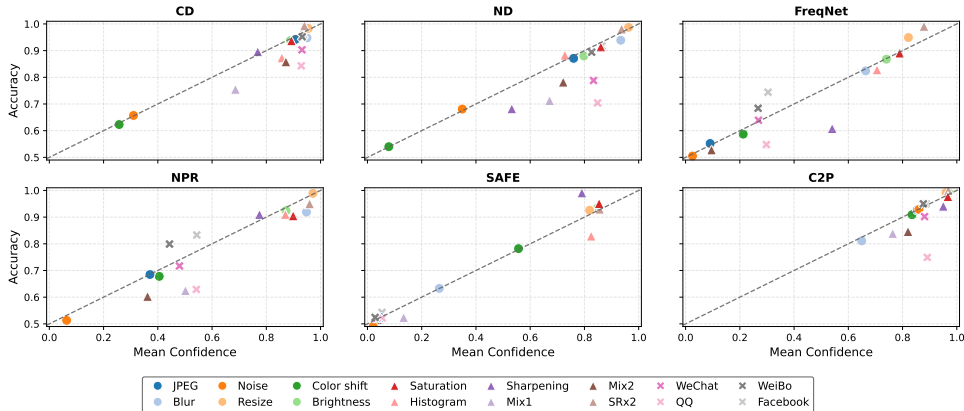 CD
ND
FreqNet
1.0
0.9
0.8
0.7
0.6
0.5
Accuracy
NPR
SAFE
C2P
1.0
0.9
0.8
0.7
0.6
0.5
Accuracy
0.0 0.2 0.4 0.6 0.8 1.0
0.0 0.2 0.4 0.6 0.8 1.0
0.0 0.2 0.4 0.6 0.8 1.0
Mean Confidence
Mean Confidence
Mean Confidence
JPEG Noise Color shift Saturation Sharpening Mix2 WeChat WeiBo
Blur Resize Brightness Histogram Mix1 SRx2 QQ Facebook